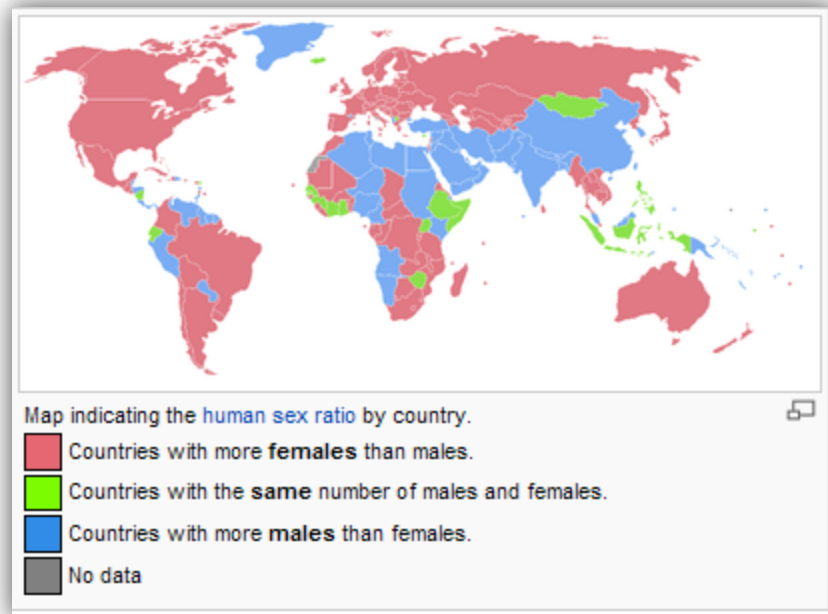 Map indicating the human sex ratio by country.
Countries with more females than males.
Countries with the same number of males and females.
Countries with more males than females.
No data